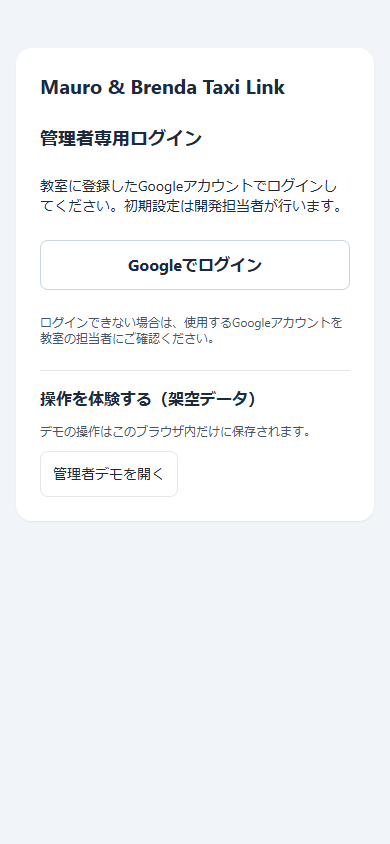 Mauro & Brenda Taxi Link
管理者専用ログイン
教室に登録したGoogleアカウントでログインし
てください。初期設定は開発担当者が行います。
Googleでログイン
ログインできない場合は、使用するGoogleアカウントを
教室の担当者にご確認ください。
操作を体験する（架空データ）
デモの操作はこのブラウザ内だけに保存されます。
管理者デモを開く